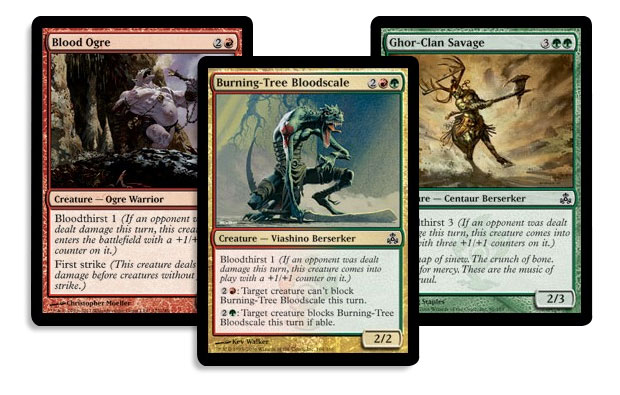 Blood Ogre 2
Creature — Ogre Warrior
Bloodthirst 1 (If an opponent w
dealt damage this turn, this crea
enters the battlefield with a +1/+
counter on it.)
First strike (This creature deals
damage before creatures without
strike.)
Christopher Moeller
Burning-Tree Bloodscale 2
Creature — Viashino Berserker
Bloodthirst 1 (If an opponent was dealt
damage this turn, this creature comes into
play with a +1/+1 counter on it.)
2: Target creature can't block
Burning-Tree Bloodscale this turn.
2: Target creature blocks Burning-Tree
Bloodscale this turn if able.
Kev Walker
2/2
Ghor-Clan Savage 3
Creature — Centaur Berserker
thirst 3 (If an opponent was dealt
ge this turn, this creature comes into
ith three +1/+1 counters on it.)
ap of sinew. The crunch of bone.
for mercy. These are the music of
ruul.
Staples
2/3